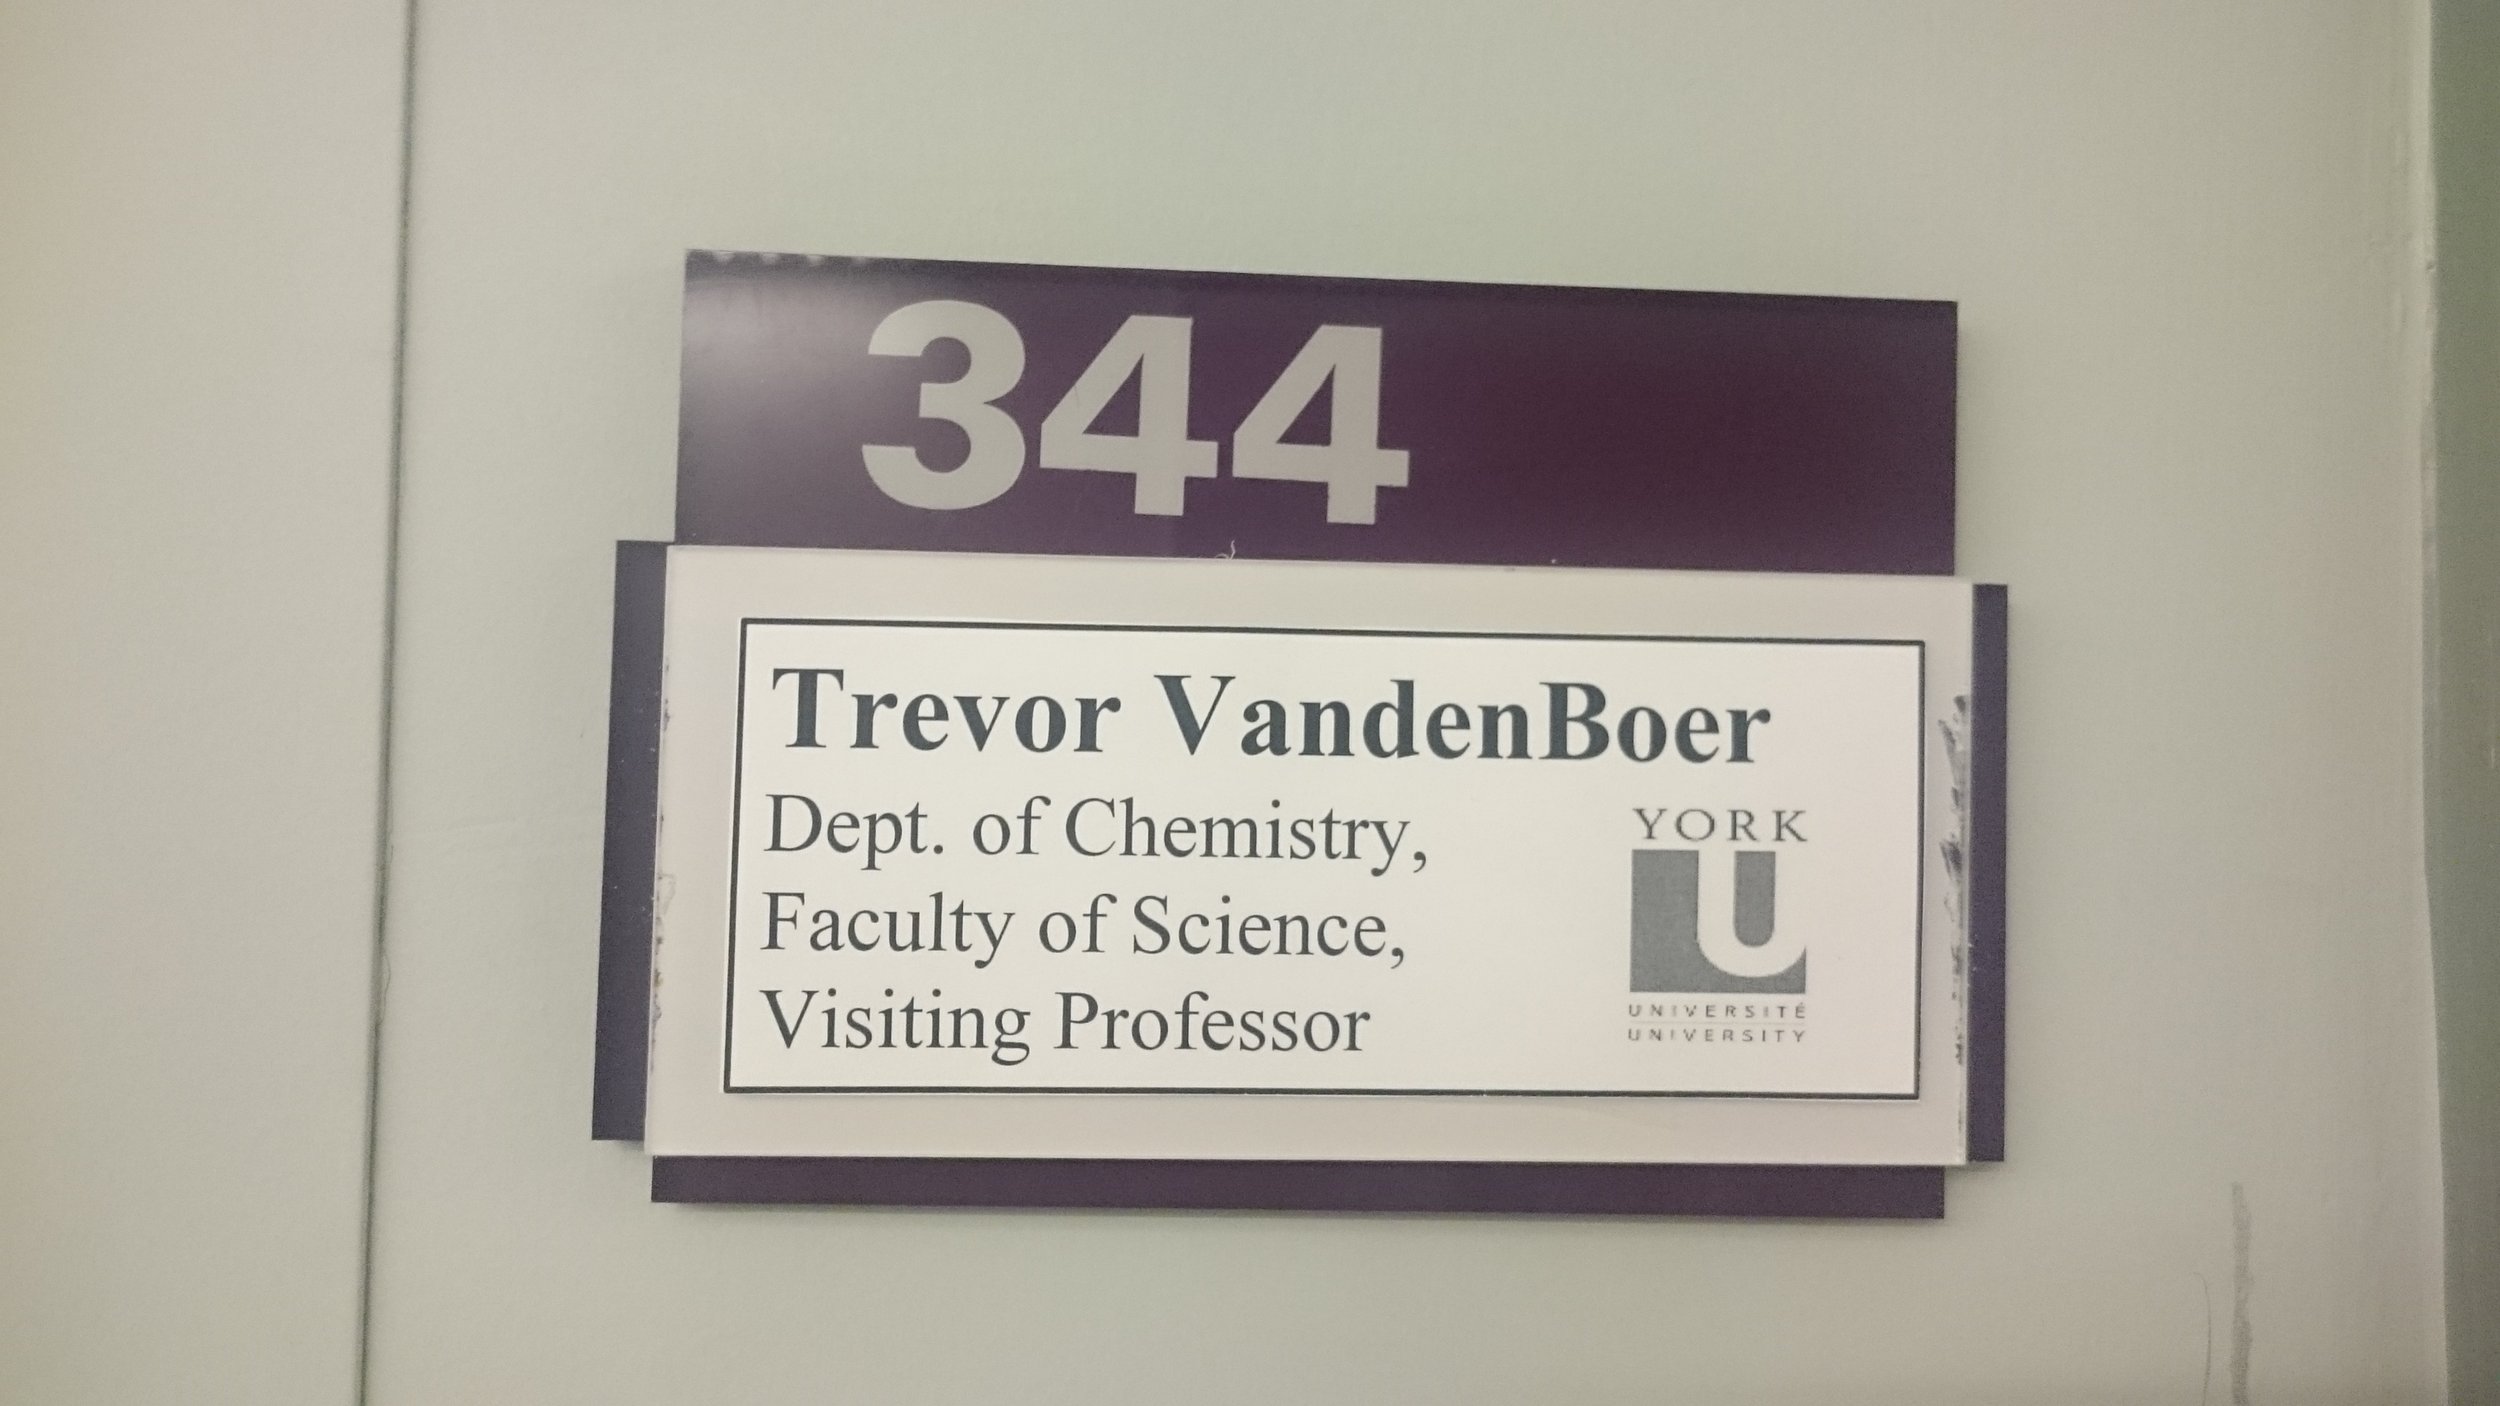 344
Trevor VandenBoer
Dept. of Chemistry,
Faculty of Science,
Visiting Professor
YORK
U
UNIVERSITÉ
UNIVERSITY